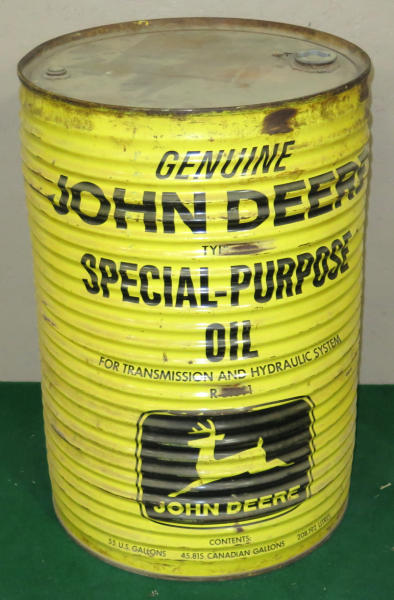 GENUINE
JOHN DEERE
SPECIAL-PURPOSE
OIL
FOR TRANSMISSION AND HYDRAULIC SYSTEM
JOHN DEERE
CONTENTS:
55 U.S. GALLONS 45.815 CANADIAN GALLONS